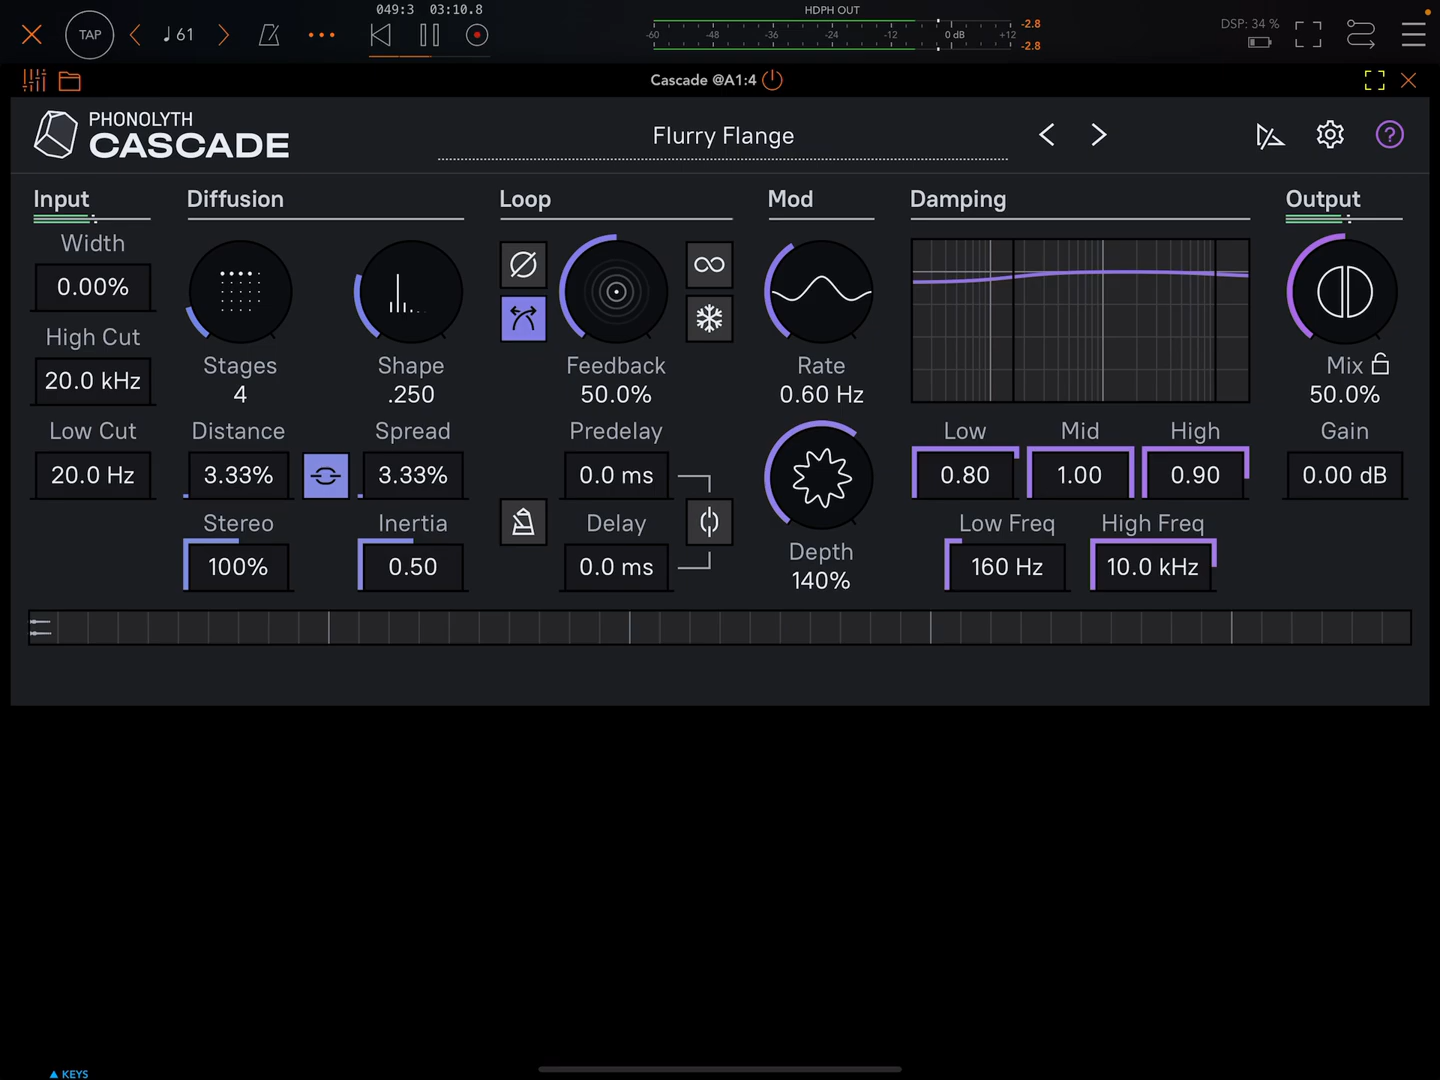 049:3 03:10.8
HDPH OUT
TAP
61
-60 -48 -36 -24 -12 0 dB +12
-2.8
-2.8
DSP: 34 %
Cascade @A1:4
PHONOLYTH
CASCADE
Flurry Flange
?
Input
Diffusion
Loop
Mod
Damping
Output
Width
0.00%
High Cut
20.0 kHz
Low Cut
20.0 Hz
Stages
4
Shape
.250
Distance
3.33%
Spread
3.33%
Stereo
100%
Inertia
0.50
Feedback
50.0%
Predelay
0.0 ms
Delay
0.0 ms
Rate
0.60 Hz
Depth
140%
Low
0.80
Mid
1.00
High
0.90
Low Freq
160 Hz
High Freq
10.0 kHz
Mix
50.0%
Gain
0.00 dB
KEYS